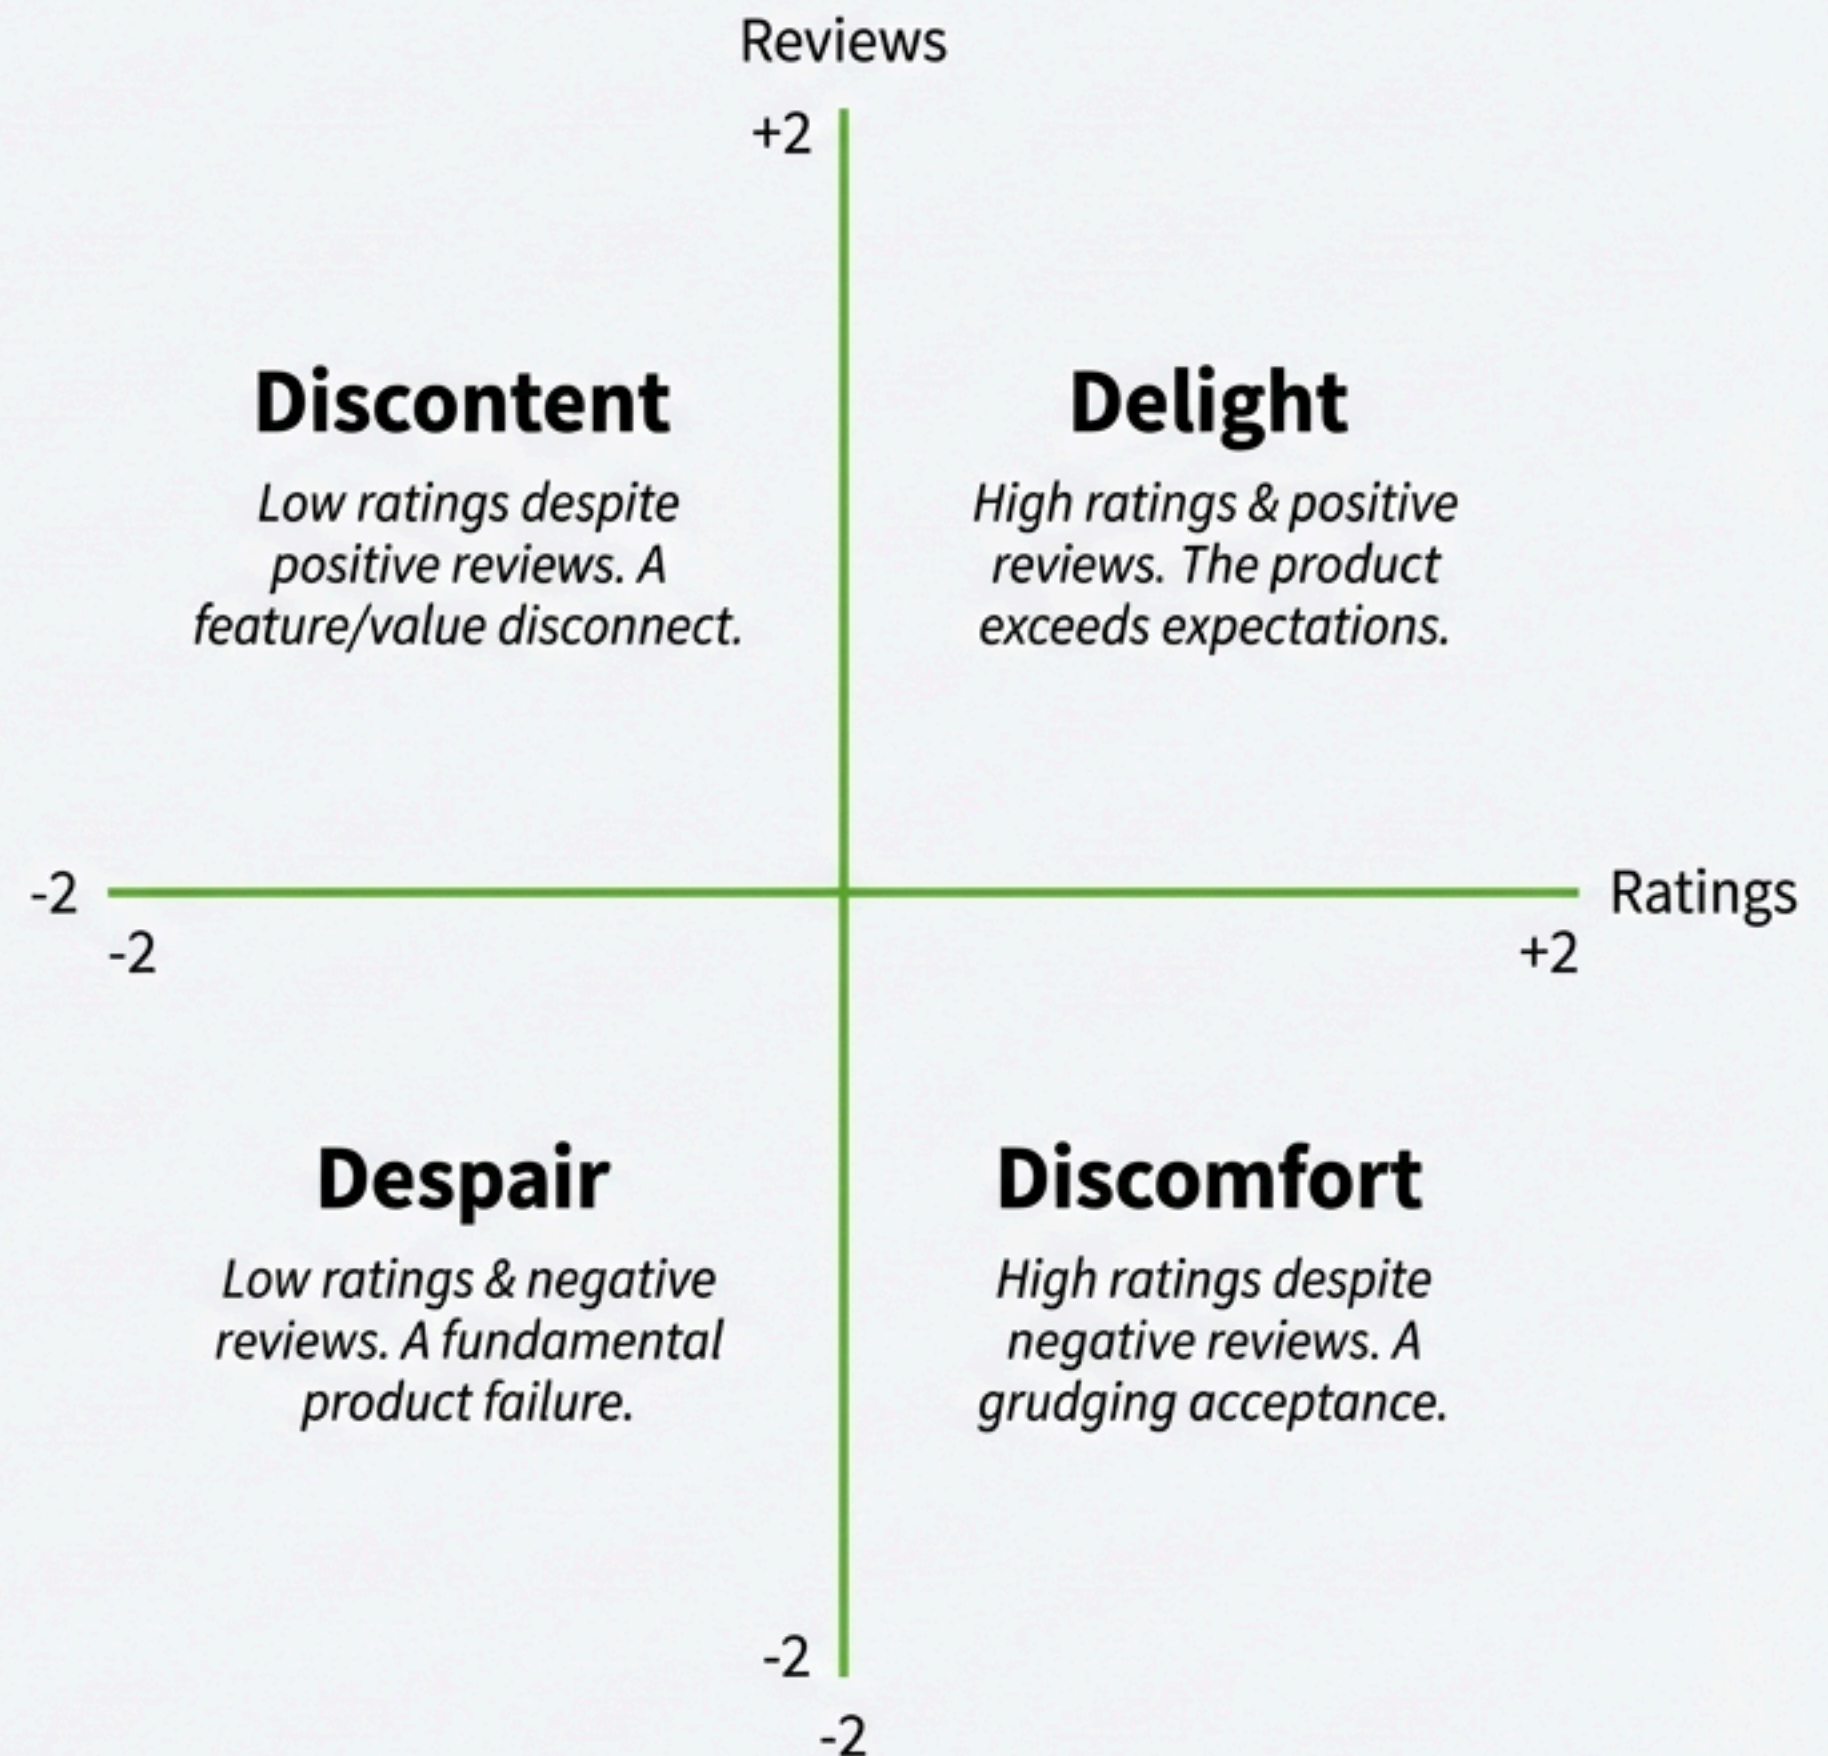 Reviews
+2
Discontent
Low ratings despite
positive reviews. A
feature/value disconnect.
Delight
High ratings & positive
reviews. The product
exceeds expectations.
-2
Ratings
-2
+2
Despair
Low ratings & negative
reviews. A fundamental
product failure.
Discomfort
High ratings despite
negative reviews. A
grudging acceptance.
-2
-2